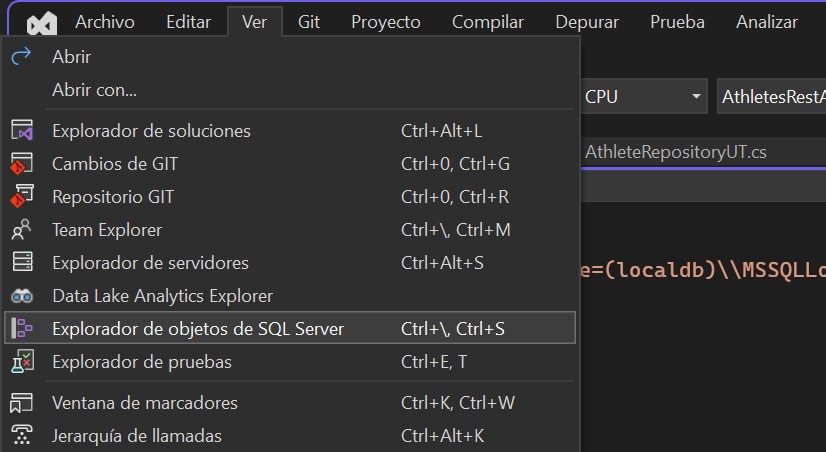 Archivo Editar Ver Git Proyecto Compilar Depurar Prueba Analizar
Abrir
Abrir con...
CPU AthletesRestA
Explorador de soluciones Ctrl+Alt+L
AthleteRepositoryUT.cs
Cambios de GIT Ctrl+0, Ctrl+G
Repositorio GIT Ctrl+0, Ctrl+R
Team Explorer Ctrl+\, Ctrl+M
Explorador de servidores Ctrl+Alt+S
e=(localdb)\\MSSQLLo
Data Lake Analytics Explorer
Explorador de objetos de SQL Server Ctrl+\, Ctrl+S
Explorador de pruebas Ctrl+E, T
Ventana de marcadores Ctrl+K, Ctrl+W
Jerarquía de llamadas Ctrl+Alt+K